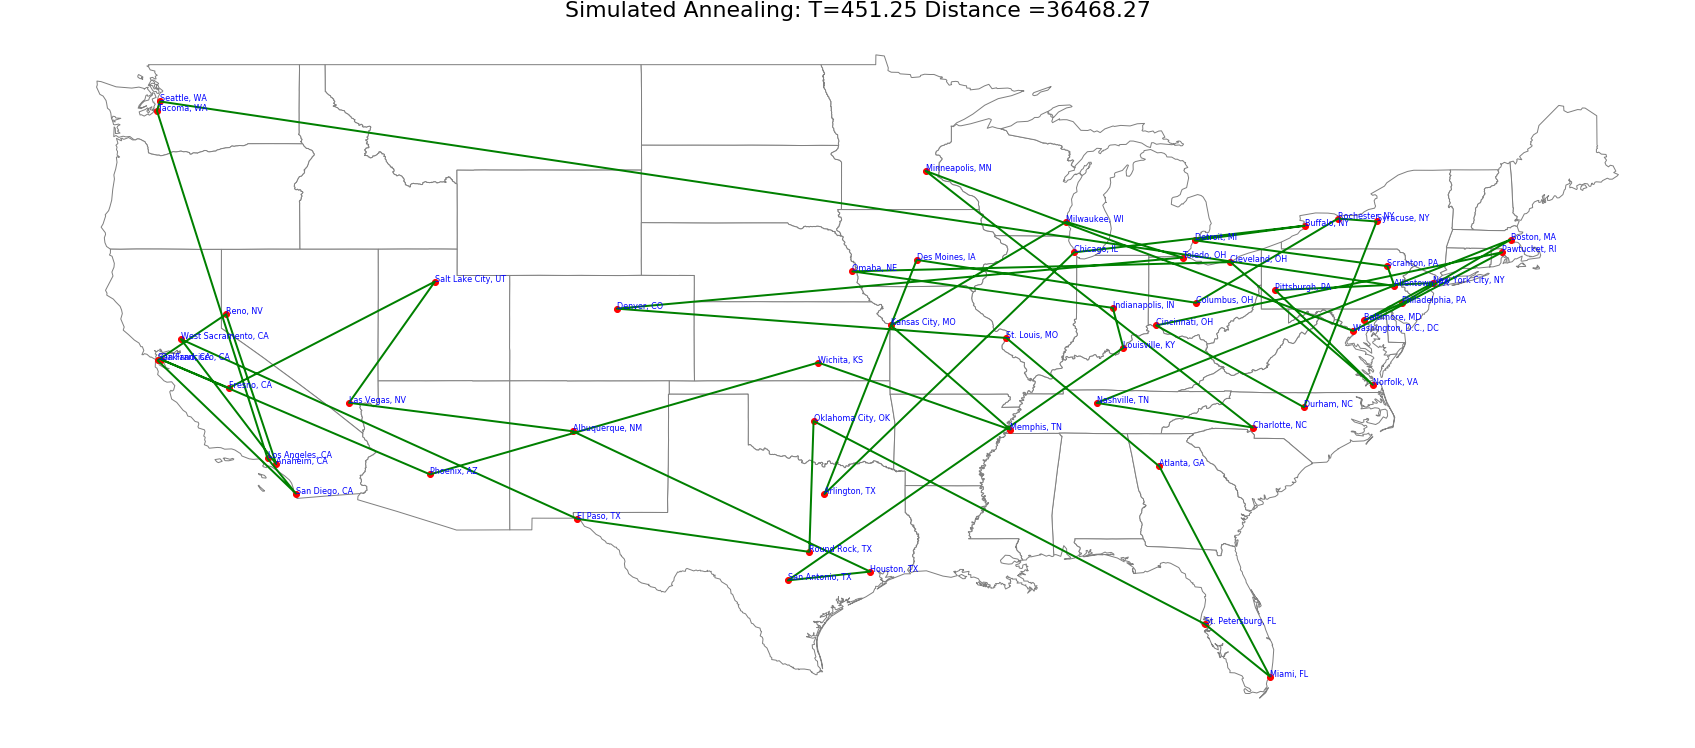 Simulated Annealing: T=451.25 Distance =36468.27
Seattle, WA
Tacoma, WA
Minneapolis, MN
Milwaukee, WI
Rochester, NY
Syracuse, NY
Buffalo, NY
Detroit, MI
Boston, MA
Chicago, IL
Pawtucket, RI
Toledo, OH
Des Moines, IA
Cleveland, OH
Scranton, PA
Omaha, NE
Salt Lake City, UT
New York City, NY
Allentown,
Pittsburgh, PA
Columbus, OH
Philadelphia, PA
Denver, CO
Indianapolis, IN
Reno, NV
Baltimore, MD
Kansas City, MO
Cincinnati, OH
Washington, D.C., DC
West Sacramento, CA
St. Louis, MO
Louisville, KY
CA
Wichita, KS
Fresno, CA
Norfolk, VA
Las Vegas, NV
Nashville, TN
Durham, NC
Oklahoma City, OK
Charlotte, NC
Albuquerque, NM
Memphis, TN
Los Angeles, CA
Anaheim, CA
Atlanta, GA
Phoenix, AZ
San Diego, CA
Arlington, TX
El Paso, TX
Round Rock, TX
Houston, TX
San Antonio, TX
St. Petersburg, FL
Miami, FL